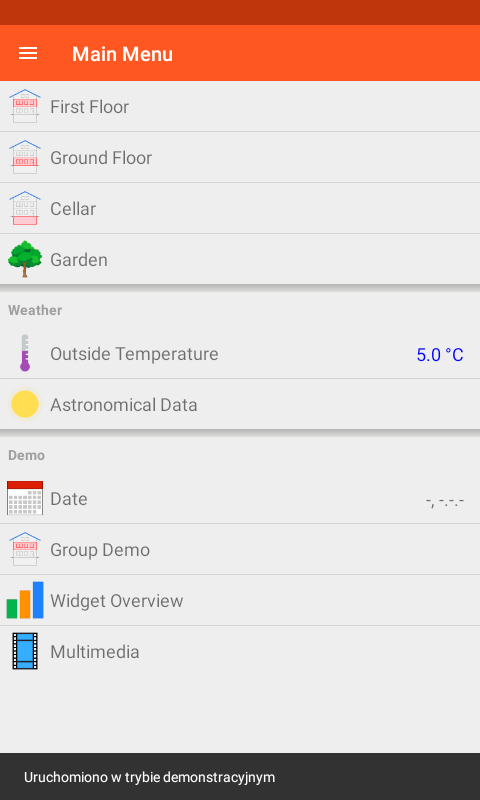 Main Menu
First Floor
Ground Floor
Cellar
Garden
Weather
Outside Temperature 5.0 °C
Astronomical Data
Demo
Date -, -.-.-
Group Demo
Widget Overview
Multimedia
Uruchomiono w trybie demonstracyjnym